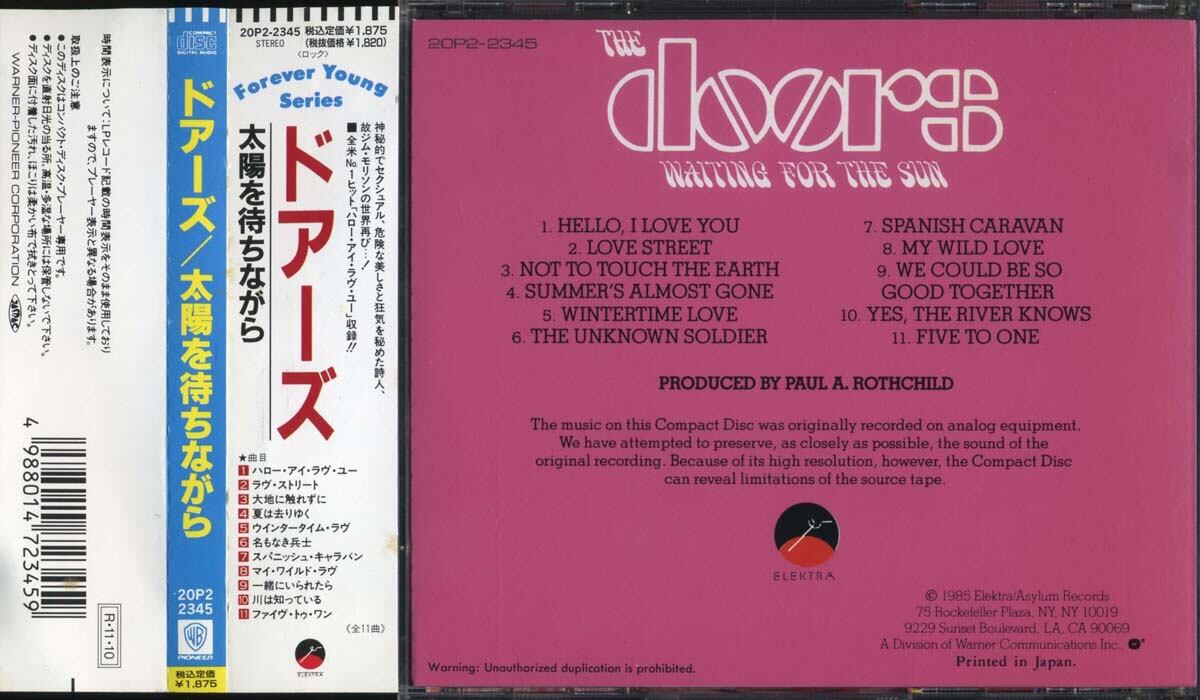 時間表示について:LPレコード記載の時間表示をそのまま使用しており
ますので、プレーヤー表示と異なる場合があります。
取扱上のご注意
●このディスクはコンパクト・ディスク・プレーヤー専用です。
●ディスクを直射日光の当る所、高温・多湿な場所には保管しないで下さい。
●ディスク面に付着した汚れ、ほこりは柔かい布で拭きとって下さい。
WARNER-PIONEER CORPORATION
4 988014 723459
R・11・10
COMPACT
disc
DIGITAL AUDIO
ドアーズ/太陽を待ちながら
20P2
2345
WB
PIONEER
税込定価
¥1,875
20P2-2345 税込定価¥1,875
STEREO (税抜価格¥1,820)
〈ロック〉
Forever Young
Series
神秘的でセクシュアル、危険な美しさと狂気を秘めた詩人、
故ジム・モリソンの世界再び…!
■全米No.1ヒット「ハロー・アイ・ラヴ・ユー」収録!!
ドアーズ
太陽を待ちながら
★曲目
1 ハロー・アイ・ラヴ・ユー
2 ラヴ・ストリート
3 大地に触れずに
4 夏は去りゆく
5 ウインタータイム・ラヴ
6 名もなき兵士
7 スパニッシュ・キャラバン
8 マイ・ワイルド・ラヴ
9 一緒にいられたら
10 川は知っている
11 ファイヴ・トゥ・ワン
《全11曲》
ELEKTRA
20P2-2345
THE
doors
WAITING FOR THE SUN
1. HELLO, I LOVE YOU
2. LOVE STREET
3. NOT TO TOUCH THE EARTH
4. SUMMER'S ALMOST GONE
5. WINTERTIME LOVE
6. THE UNKNOWN SOLDIER
7. SPANISH CARAVAN
8. MY WILD LOVE
9. WE COULD BE SO
GOOD TOGETHER
10. YES, THE RIVER KNOWS
11. FIVE TO ONE
PRODUCED BY PAUL A. ROTHCHILD
The music on this Compact Disc was originally recorded on analog equipment.
We have attempted to preserve, as closely as possible, the sound of the
original recording. Because of its high resolution, however, the Compact Disc
can reveal limitations of the source tape.
ELEKTRA
© 1985 Elektra/Asylum Records
75 Rockefeller Plaza, NY, NY 10019
9229 Sunset Boulevard, LA, CA 90069
A Division of Warner Communications Inc.,
Printed in Japan.
Warning: Unauthorized duplication is prohibited.